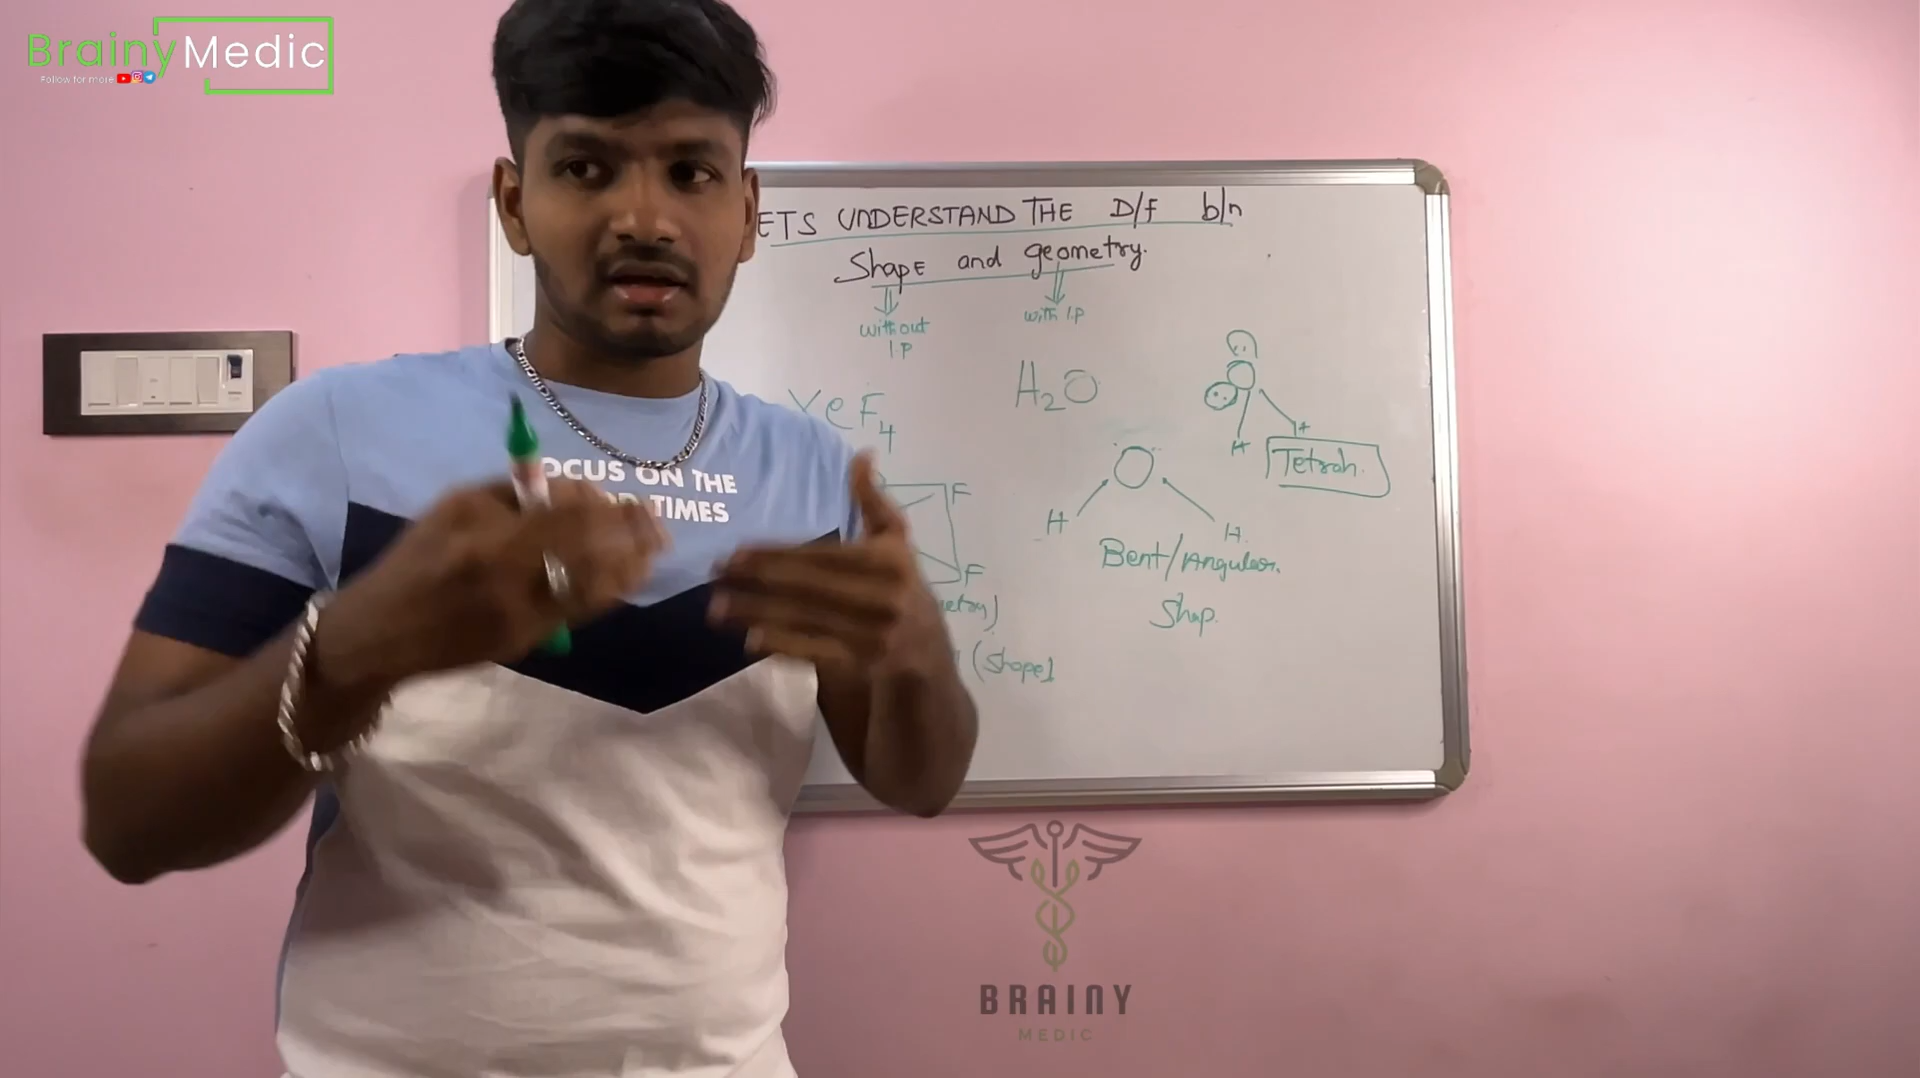 BrainyMedic
Follow for more
ETS UNDERSTAND THE D/f b/n
Shape and geometry.
without
l.p
with l.p
XeF4
H2O
H
H
Tetrah.
F
F
H
H.
Bent/Angular.
Shap.
etry)
(Shape)
OCUS ON THE
TIMES
BRAINY
MEDIC